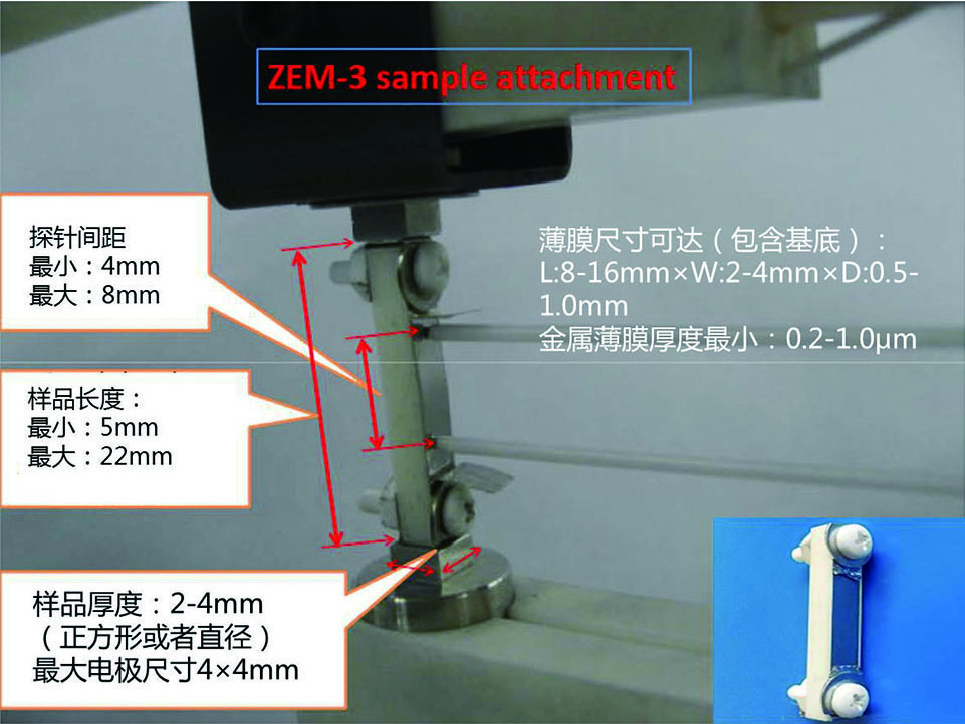 ZEM-3 sample attachment
探针间距
最小：4mm
最大：8mm
薄膜尺寸可达（包含基底）：
L:8-16mm×W:2-4mm×D:0.5-
1.0mm
金属薄膜厚度最小：0.2-1.0μm
样品长度：
最小：5mm
最大：22mm
样品厚度：2-4mm
（正方形或者直径）
最大电极尺寸4×4mm